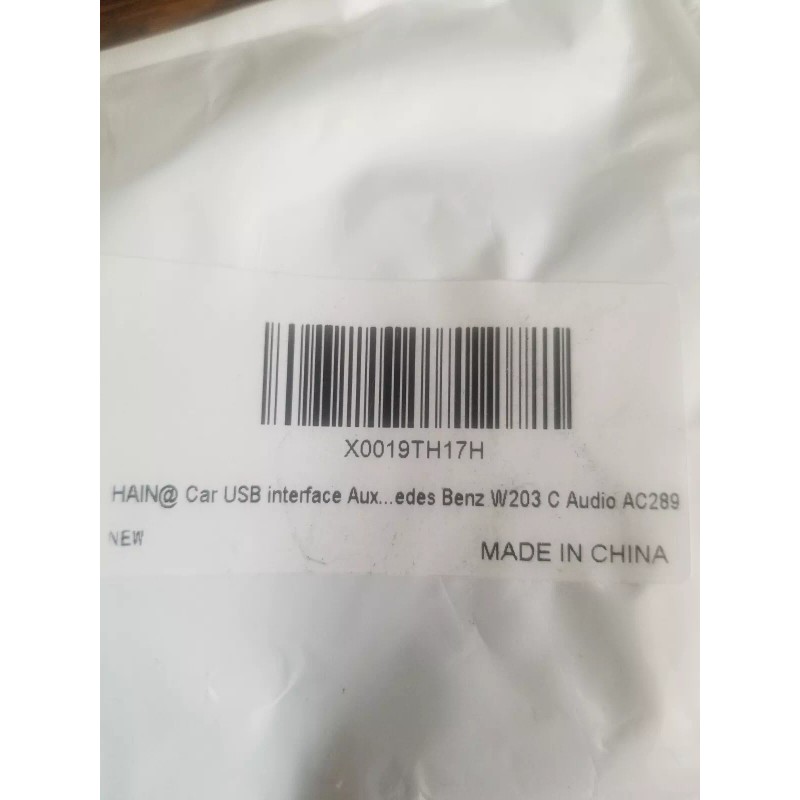 X0019TH17H
HAIN@ Car USB interface Aux...edes Benz W203 C Audio AC289
NEW
MADE IN CHINA